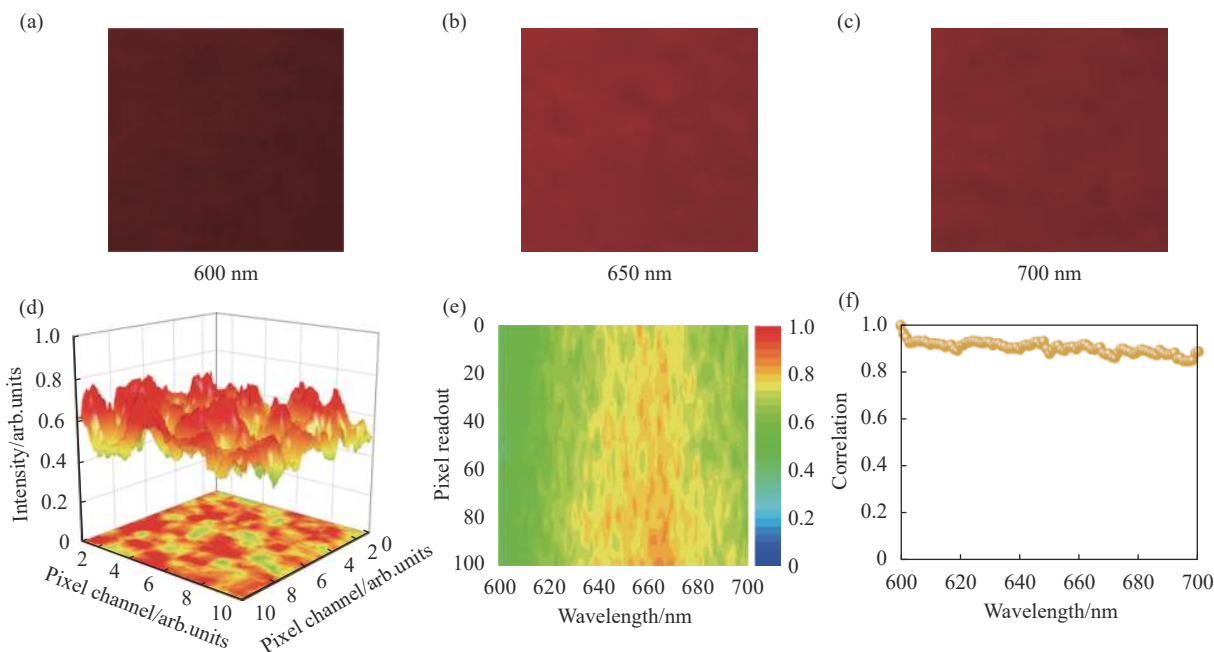 (a)
(b)
(c)
600 nm
650 nm
700 nm
(d)
1.0
0.8
0.6
0.4
0.2
0
Intensity/arb.units
2
4
6
8
10
Pixel channel/arb.units
10
8
6
4
2
0
Pixel channel/arb.units
(e)
0
20
40
60
80
100
Pixel readout
600 620 640 660 680 700
Wavelength/nm
1.0
0.8
0.6
0.4
0.2
0
(f)
1.0
0.8
0.6
0.4
0.2
0
Correlation
600 620 640 660 680 700
Wavelength/nm